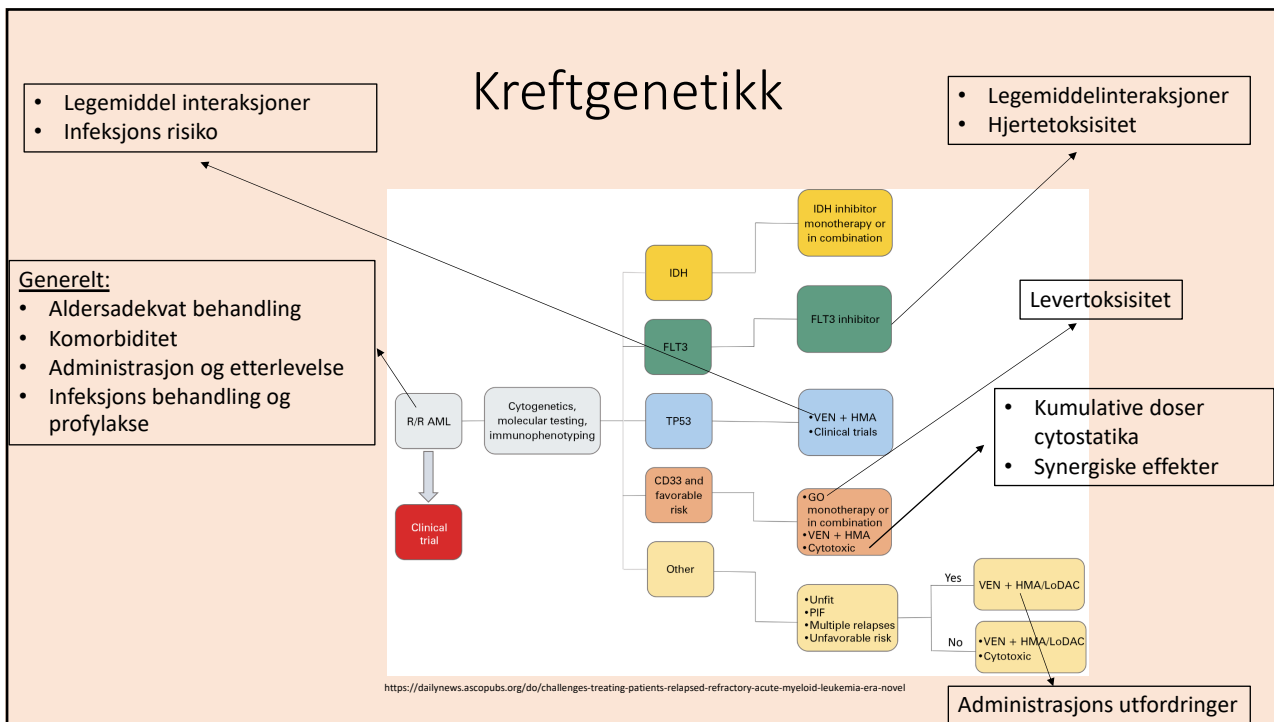 Kreftgenetikk
• Legemiddel interaksjoner
• Infeksjons risiko
• Legemiddelinteraksjoner
• Hjertetoksisitet
Generelt:
• Aldersadekvat behandling
• Komorbiditet
• Administrasjon og etterlevelse
• Infeksjons behandling og
profylakse
R/R AML
Clinical
trial
Cytogenetics,
molecular testing,
immunophenotyping
IDH
IDH inhibitor
monotherapy or
in combination
FLT3
FLT3 inhibitor
TP53
•VEN + HMA
•Clinical trials
CD33 and
favorable
risk
•GO
monotherapy or
in combination
•VEN + HMA
•Cytotoxic
Other
•Unfit
•PIF
•Multiple relapses
•Unfavorable risk
Yes
VEN + HMA/LoDAC
No
•VEN + HMA/LoDAC
•Cytotoxic
Levertoksisitet
• Kumulative doser
cytostatika
• Synergiske effekter
Administrasjons utfordringer
https://dailynews.ascopubs.org/do/challenges-treating-patients-relapsed-refractory-acute-myeloid-leukemia-era-novel